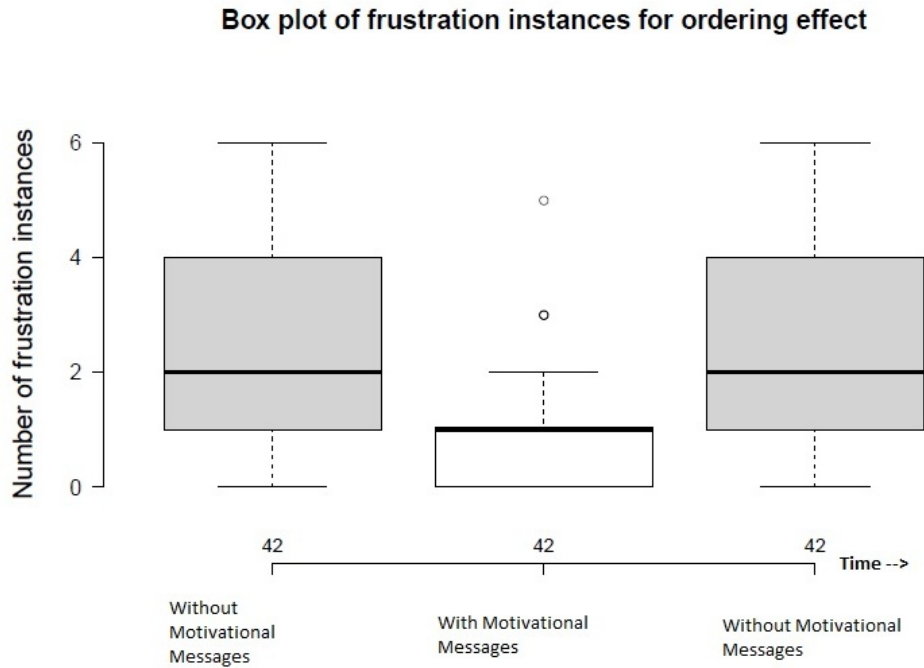 Box plot of frustration instances for ordering effect
Number of frustration instances
6
4
2
0
42
42
42
Time -->
Without
Motivational
Messages
With Motivational
Messages
Without Motivational
Messages